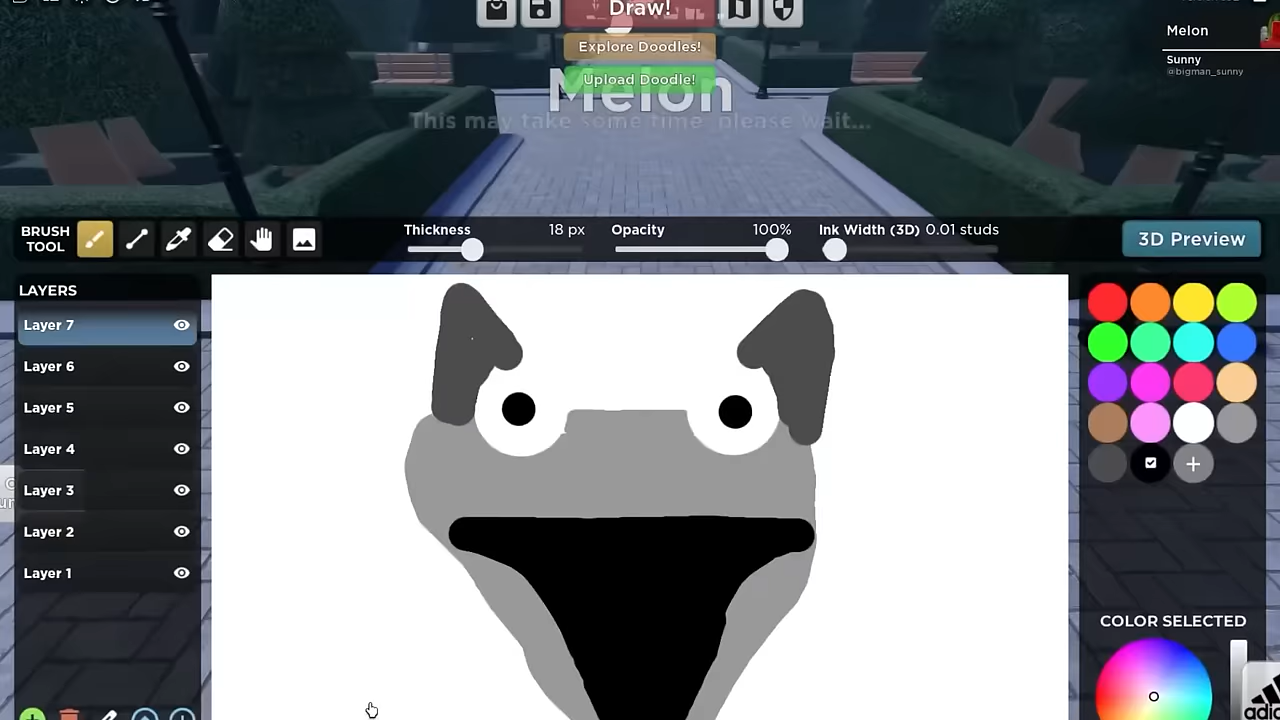 Draw!
Melon
Explore Doodles!
Sunny
@bigman_sunny
Upload Doodle!
Melon
This may take some time, please wait...
BRUSH TOOL
Thickness
18 px
Opacity
100%
Ink Width (3D)
0.01 studs
3D Preview
LAYERS
Layer 7
Layer 6
Layer 5
Layer 4
Layer 3
Layer 2
Layer 1
COLOR SELECTED